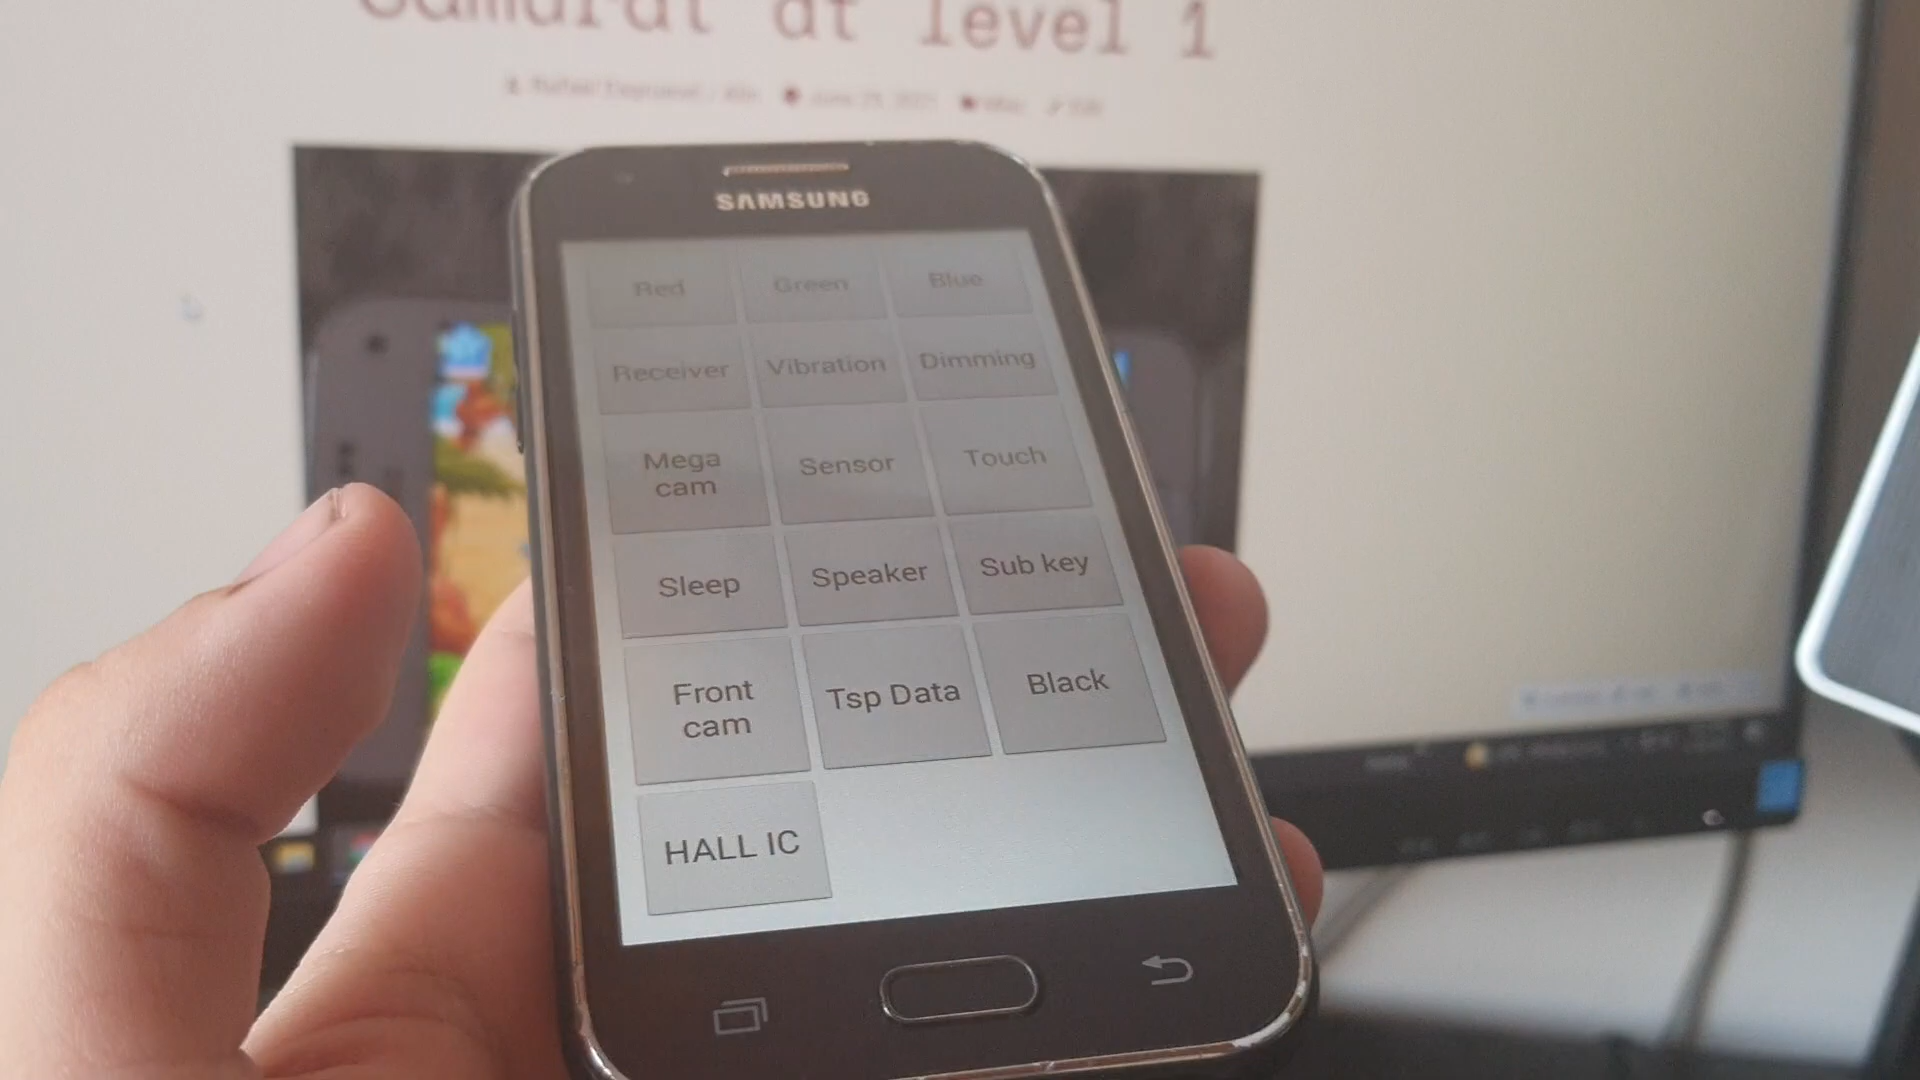 Samurai at level 1
SAMSUNG
Red Green Blue
Receiver Vibration Dimming
Mega
cam
Sensor Touch
Sleep Speaker Sub key
Front
cam
Tsp Data Black
HALL IC